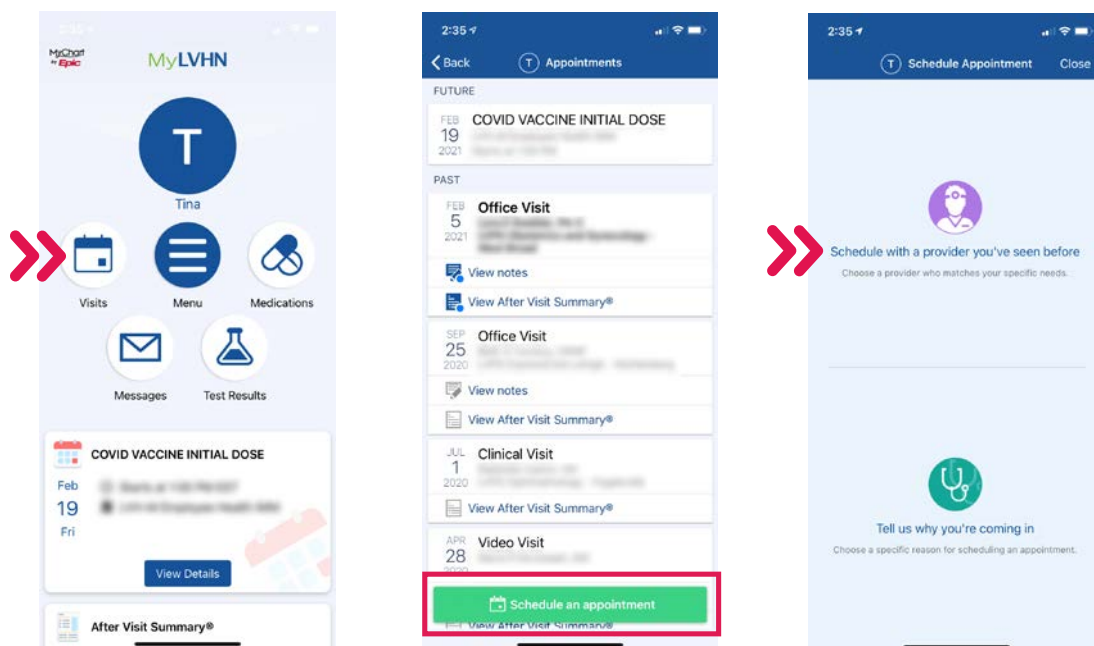 MyChart
by Epic
MyLVHN
T
Tina
Visits
Menu
Medications
Messages
Test Results
COVID VACCINE INITIAL DOSE
Feb
19
Fri
View Details
After Visit Summary®
2:35
Back
T
Appointments
FUTURE
FEB
19
2021
COVID VACCINE INITIAL DOSE
PAST
FEB
5
2021
Office Visit
View notes
View After Visit Summary®
SEP
25
2020
Office Visit
View notes
View After Visit Summary®
JUL
1
2020
Clinical Visit
View After Visit Summary®
APR
28
2020
Video Visit
Schedule an appointment
View After Visit Summary®
2:35
T
Schedule Appointment
Close
Schedule with a provider you've seen before
Choose a provider who matches your specific needs.
Tell us why you're coming in
Choose a specific reason for scheduling an appointment.